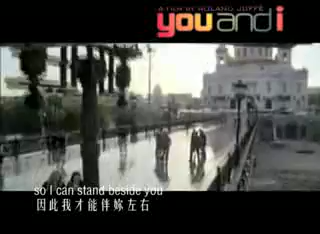 A FILM BY ROLAND JOFFÉ
you and i
so I can stand beside you
因此我才能伴妳左右